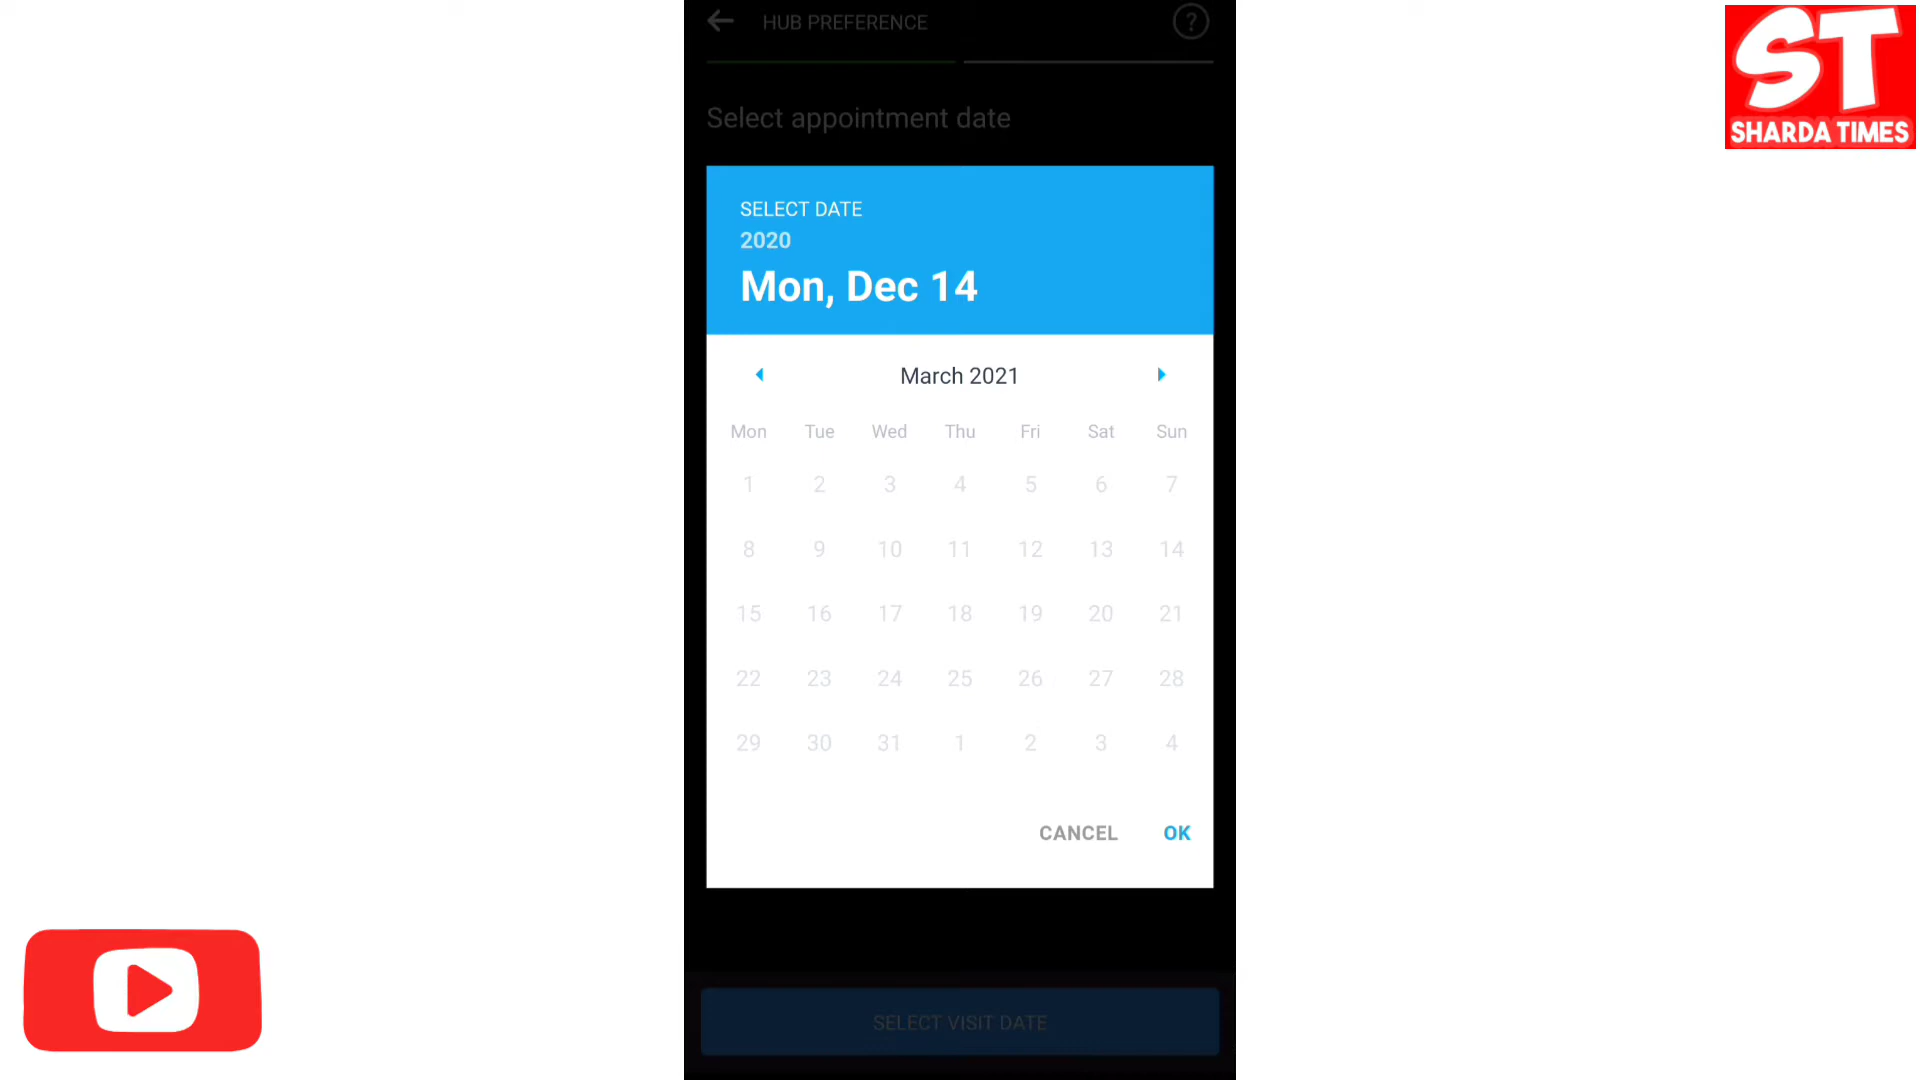 HUB PREFERENCE
?
ST
SHARDA TIMES
Select appointment date
SELECT DATE
2020
Mon, Dec 14
March 2021
Mon Tue Wed Thu Fri Sat Sun
1 2 3 4 5 6 7
8 9 10 11 12 13 14
15 16 17 18 19 20 21
22 23 24 25 26 27 28
29 30 31 1 2 3 4
CANCEL OK
SELECT VISIT DATE